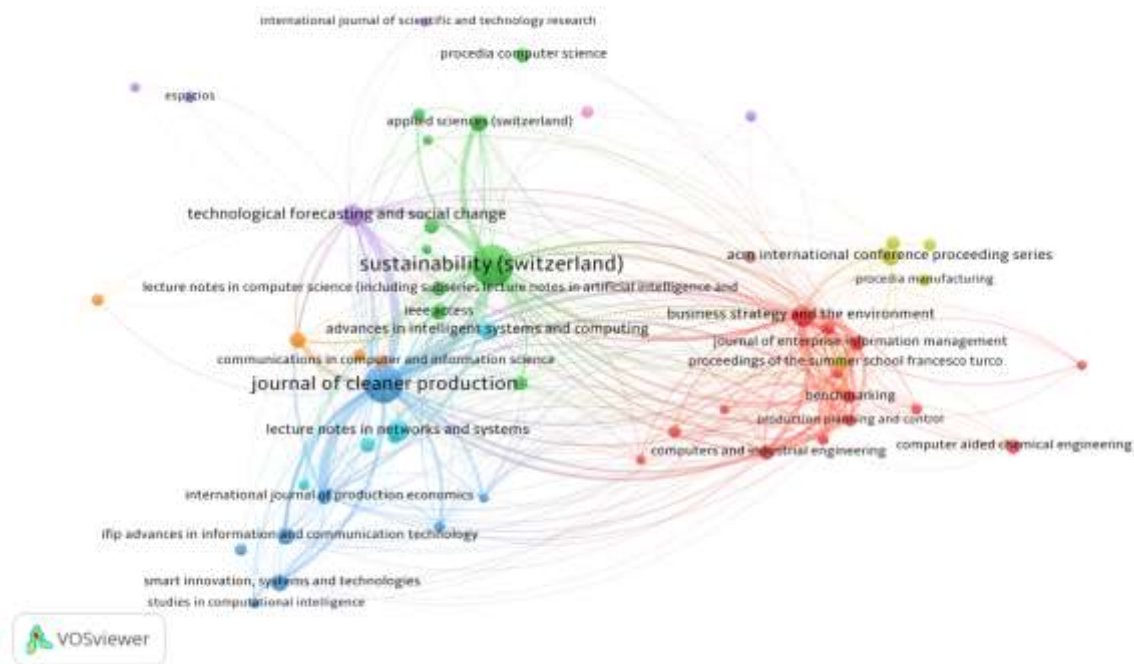 international journal of scientific and technology research
procedia computer science
espacios
applied sciences (switzerland)
technological forecasting and social change
acm international conference proceeding series
sustainability (switzerland)
procedia manufacturing
lecture notes in computer science (including subseries lecture notes in artificial intelligence and
ieee access
business strategy and the environment
advances in intelligent systems and computing
journal of enterprise information management
communications in computer and information science
proceedings of the summer school francesco turco
journal of cleaner production
benchmarking
production planning and control
lecture notes in networks and systems
computer aided chemical engineering
computers and industrial engineering
international journal of production economics
ifip advances in information and communication technology
smart innovation, systems and technologies
studies in computational intelligence
VOSviewer